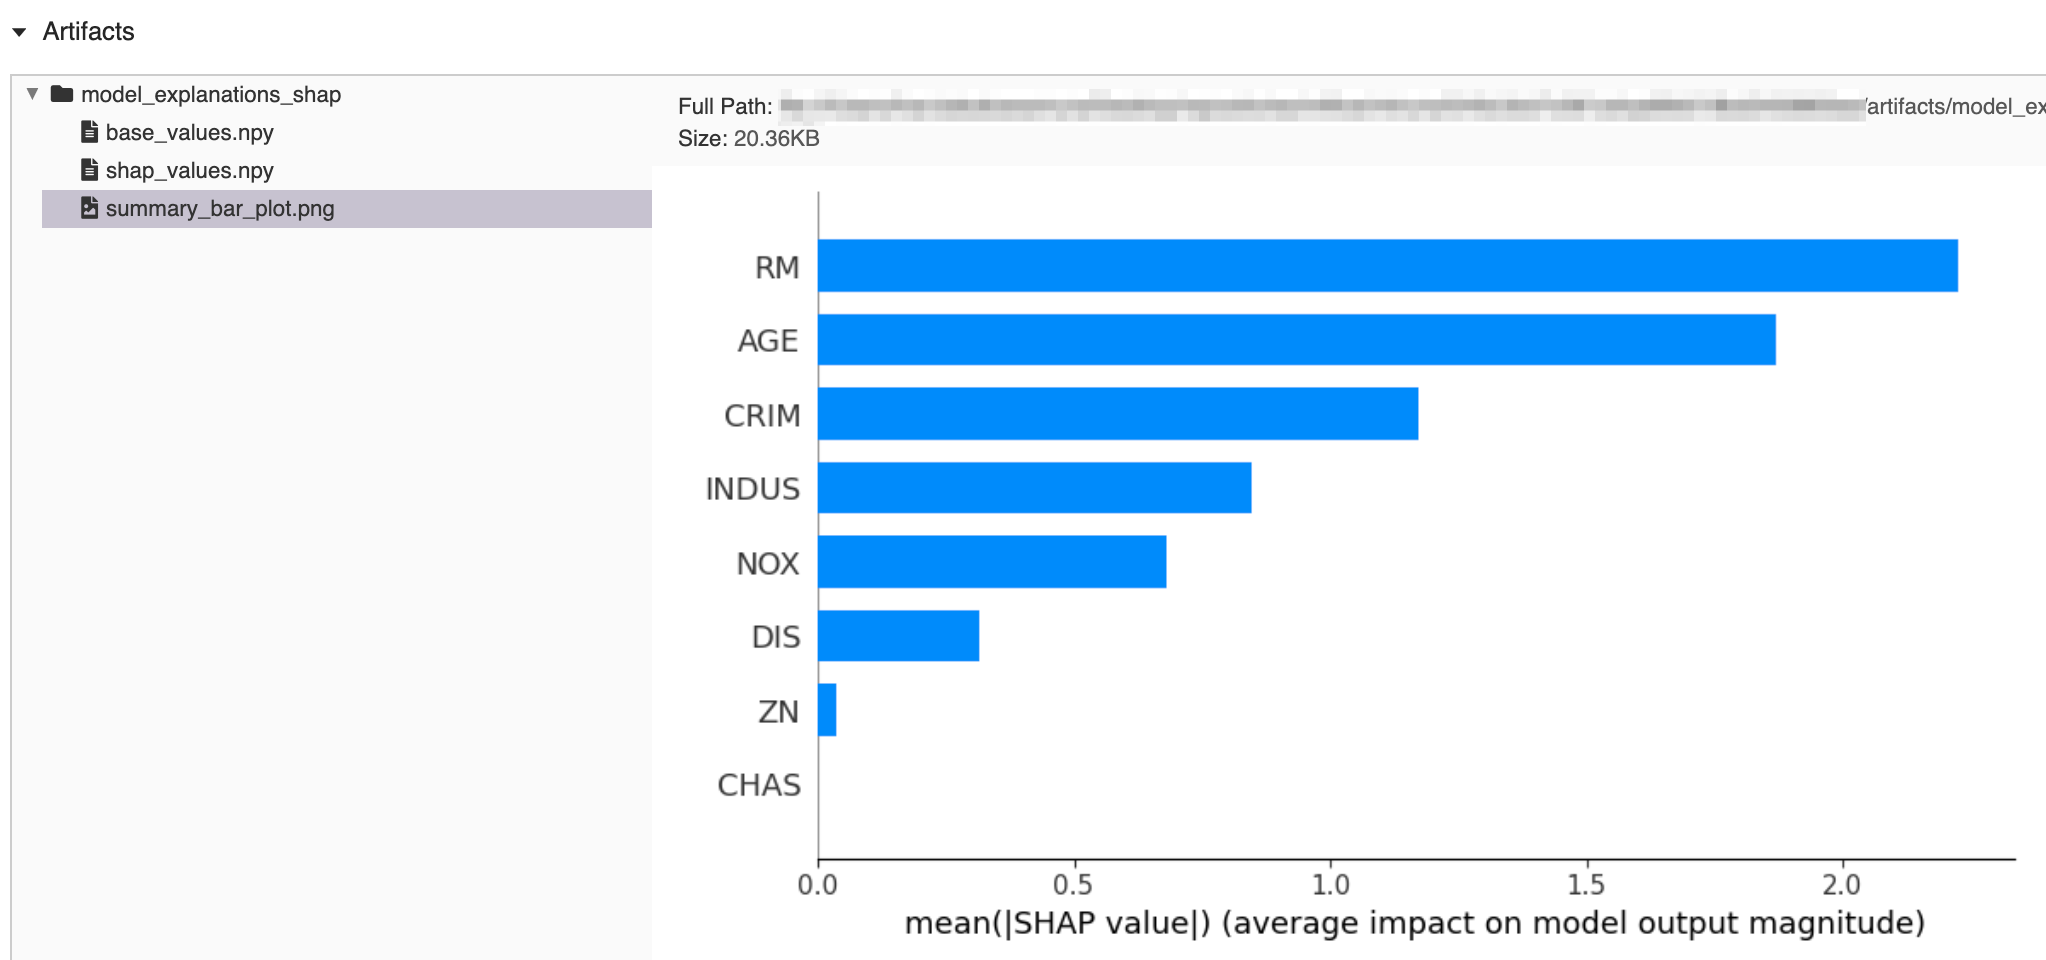 Artifacts
model_explanations_shap
base_values.npy
shap_values.npy
summary_bar_plot.png
Full Path: /artifacts/model_ex
Size: 20.36KB
RM
AGE
CRIM
INDUS
NOX
DIS
ZN
CHAS
0.0 0.5 1.0 1.5 2.0
mean(|SHAP value|) (average impact on model output magnitude)